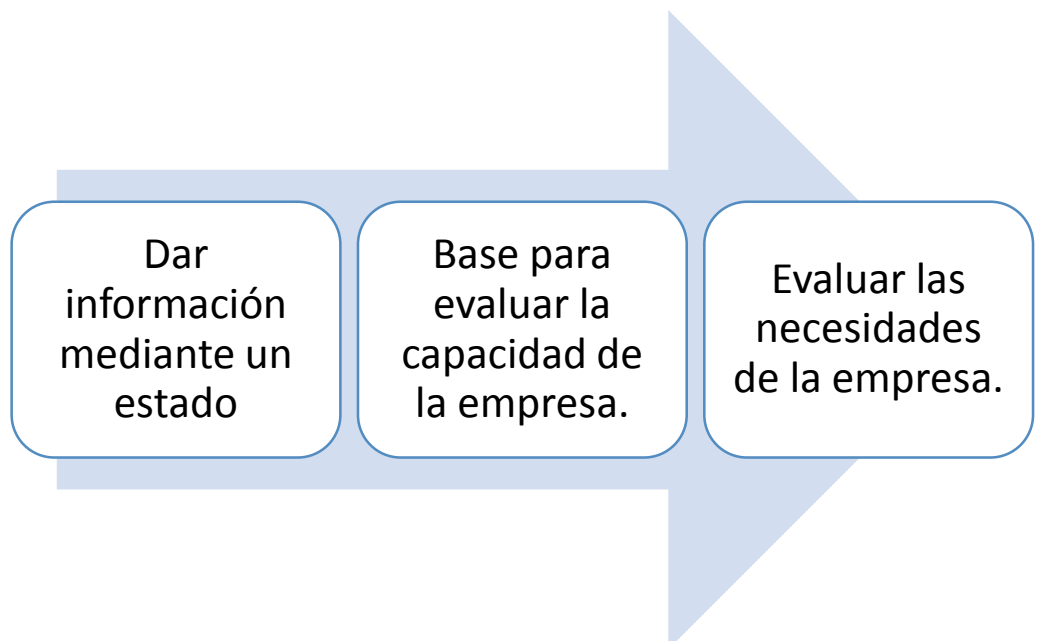 Dar
información
mediante un
estado
Base para
evaluar la
capacidad de
la empresa.
Evaluar las
necesidades
de la empresa.